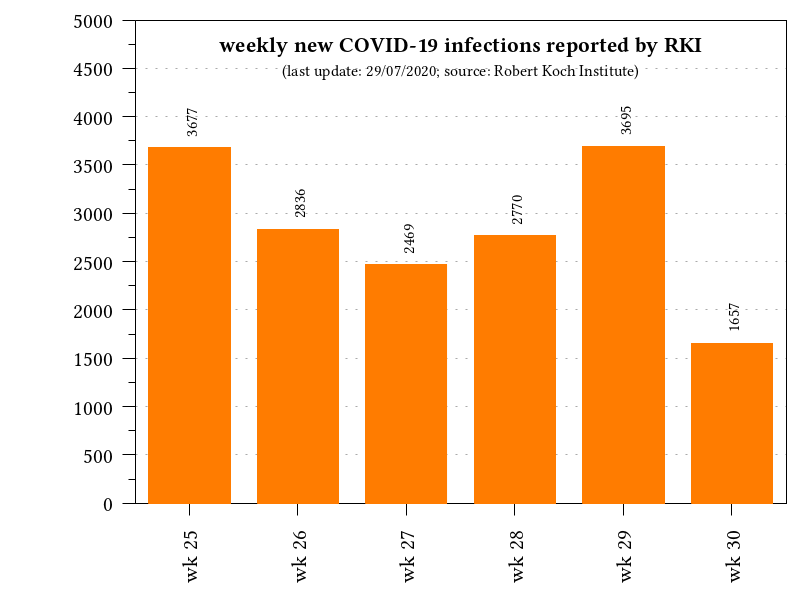 weekly new COVID-19 infections reported by RKI
(last update: 29/07/2020; source: Robert Koch Institute)
5000
4500
4000
3500
3000
2500
2000
1500
1000
500
0
3677
2836
2469
2770
3695
1657
wk 25
wk 26
wk 27
wk 28
wk 29
wk 30